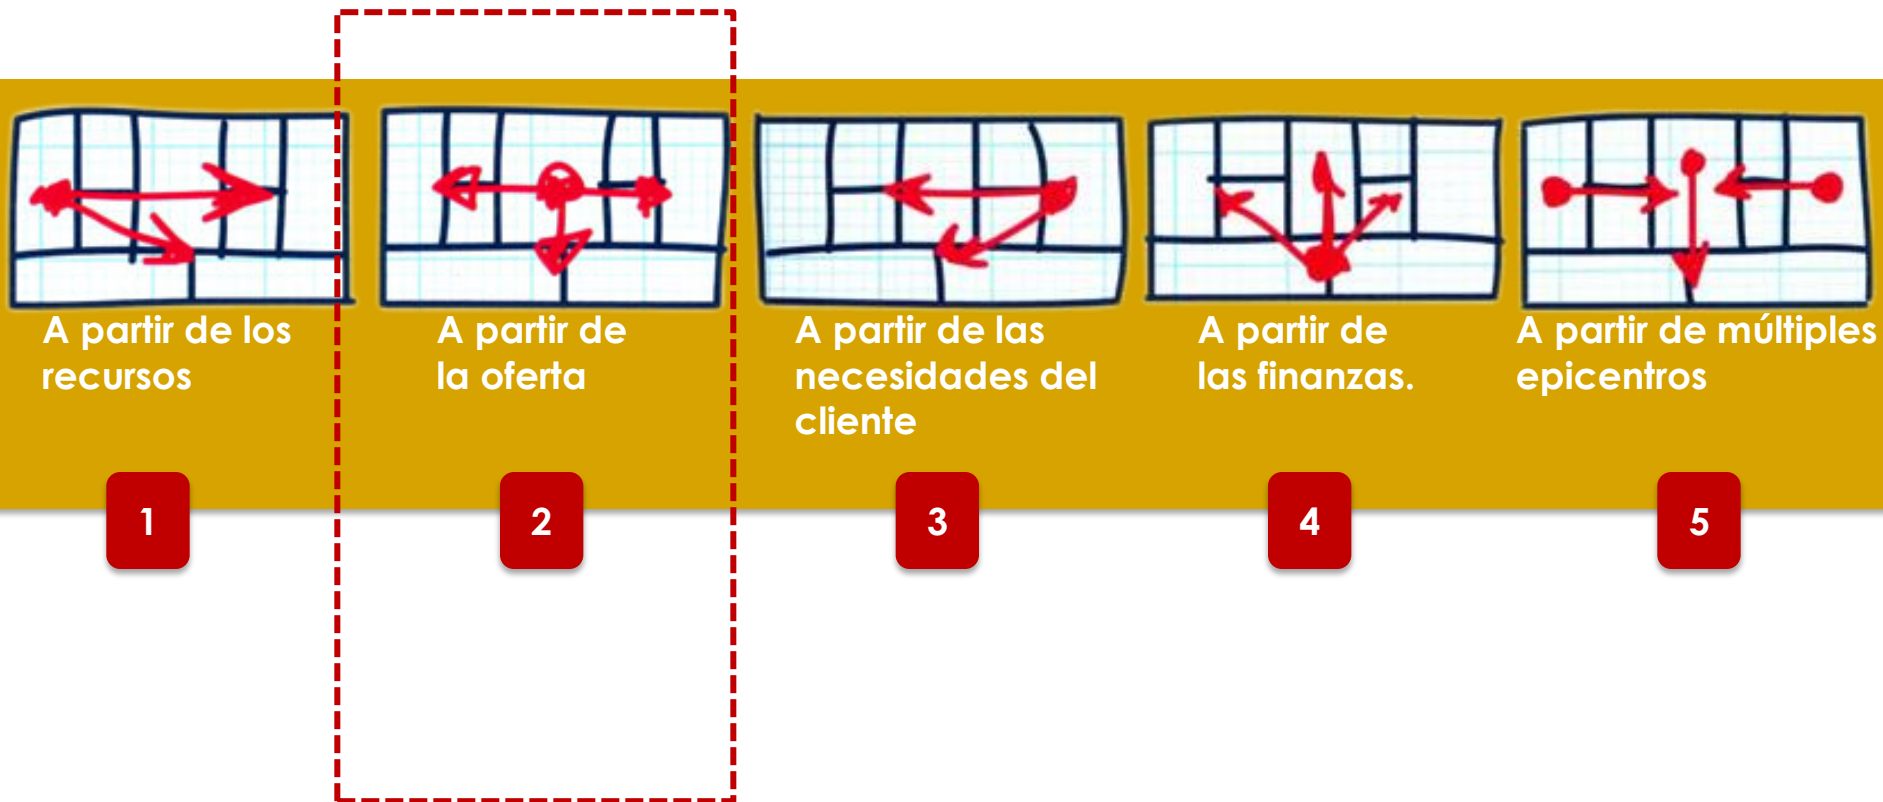 A partir de los
recursos
1
A partir de
la oferta
2
A partir de las
necesidades del
cliente
3
A partir de
las finanzas.
4
A partir de múltiples
epicentros
5